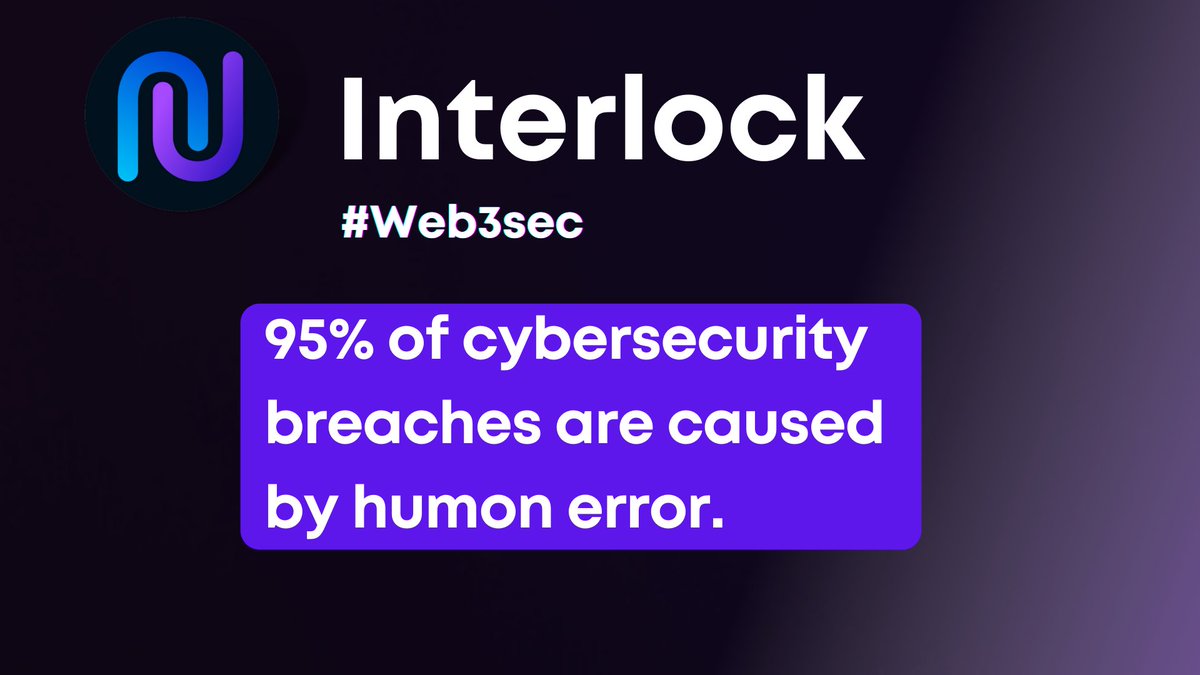 Interlock
#Web3sec
95% of cybersecurity
breaches are caused
by humon error.